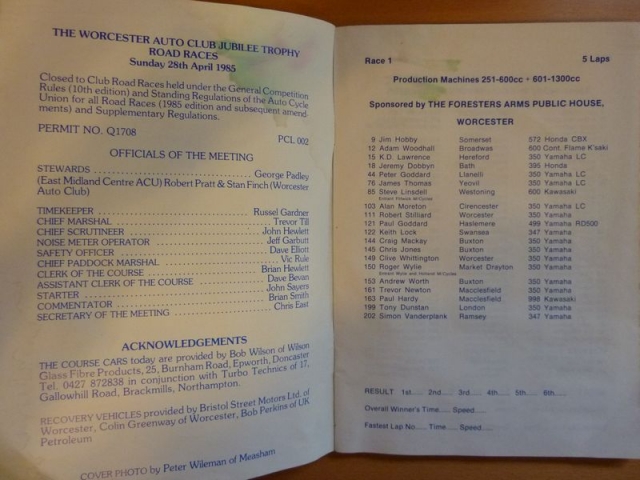 THE WORCESTER AUTO CLUB JUBILEE TROPHY
ROAD RACES
Sunday 28th April 1985
Closed to Club Road Races held under the General Competition
Rules (10th edition) and Standing Regulations of the Auto Cycle
Union for all Road Races (1985 edition and subsequent amend-
ments) and Supplementary Regulations.
PERMIT NO. Q1708
PCL 002
OFFICIALS OF THE MEETING
STEWARDS ........ George Padley
(East Midland Centre ACU) Robert Pratt & Stan Finch (Worcester
Auto Club)
TIMEKEEPER ........ Russel Gardner
CHIEF MARSHAL ........ Trevor Till
CHIEF SCRUTINEER ........ John Hewlett
NOISE METER OPERATOR ........ Jeff Garbutt
SAFETY OFFICER ........ Dave Eliott
CHIEF PADDOCK MARSHAL ........ Vic Rule
CLERK OF THE COURSE ........ Brian Hewlett
ASSISTANT CLERK OF THE COURSE ........ Dave Bevan
STARTER ........ John Sayers
COMMENTATOR ........ Brian Smith
SECRETARY OF THE MEETING ........ Chris East
ACKNOWLEDGEMENTS
THE COURSE CARS today are provided by Bob Wilson of Wilson
Glass Fibre Products, 25, Burnham Road, Epworth, Doncaster
Tel. 0427 872838 in conjunction with Turbo Technics of 17,
Gallowhill Road, Brackmills, Northampton.
RECOVERY VEHICLES provided by Bristol Street Motors Ltd. of
Worcester, Colin Greenway of Worcester, Bob Perkins of UK
Petroleum
COVER PHOTO by Peter Wileman of Measham
Race 1 5 Laps
Production Machines 251-600cc • 601-1300cc
Sponsored by THE FORESTERS ARMS PUBLIC HOUSE,
WORCESTER
Jim Hobby Somerset 572 Honda CBX
12 Adam Woodhall Broadwas 600 Cont. Flame K'saki
15 K.D. Lawrence Hereford 350 Yamaha LC
18 Jeremy Dobbyn Bath 395 Honda
44 Peter Goddard Llanelli 350 Yamaha LC
76 James Thomas Yeovil 350 Yamaha LC
85 Steve Linsdell Westoning 600 Kawasaki
103 Alan Moreton Cirencester 350 Yamaha LC
111 Robert Stilliard Worcester 350 Yamaha
121 Paul Goddard Haslemere 499 Yamaha RD500
122 Keith Lock Swansea 347 Yamaha
144 Craig Mackay Buxton 350 Yamaha
145 Chris Jones Buxton 350 Yamaha
149 Clive Whittington Worcester 350 Yamaha
150 Roger Wylie Market Drayton 350 Yamaha
153 Andrew Worth Buxton 350 Yamaha
161 Trevor Newton Macclesfield 350 Yamaha
163 Paul Hardy Macclesfield 998 Kawasaki
199 Tony Dunstan London 350 Yamaha
202 Simon Vanderplank Ramsey 347 Yamaha
RESULT 1st..... 2nd..... 3rd..... 4th..... 5th..... 6th.....
Overall Winner's Time..... Speed.....
Fastest Lap No..... Time..... Speed.....